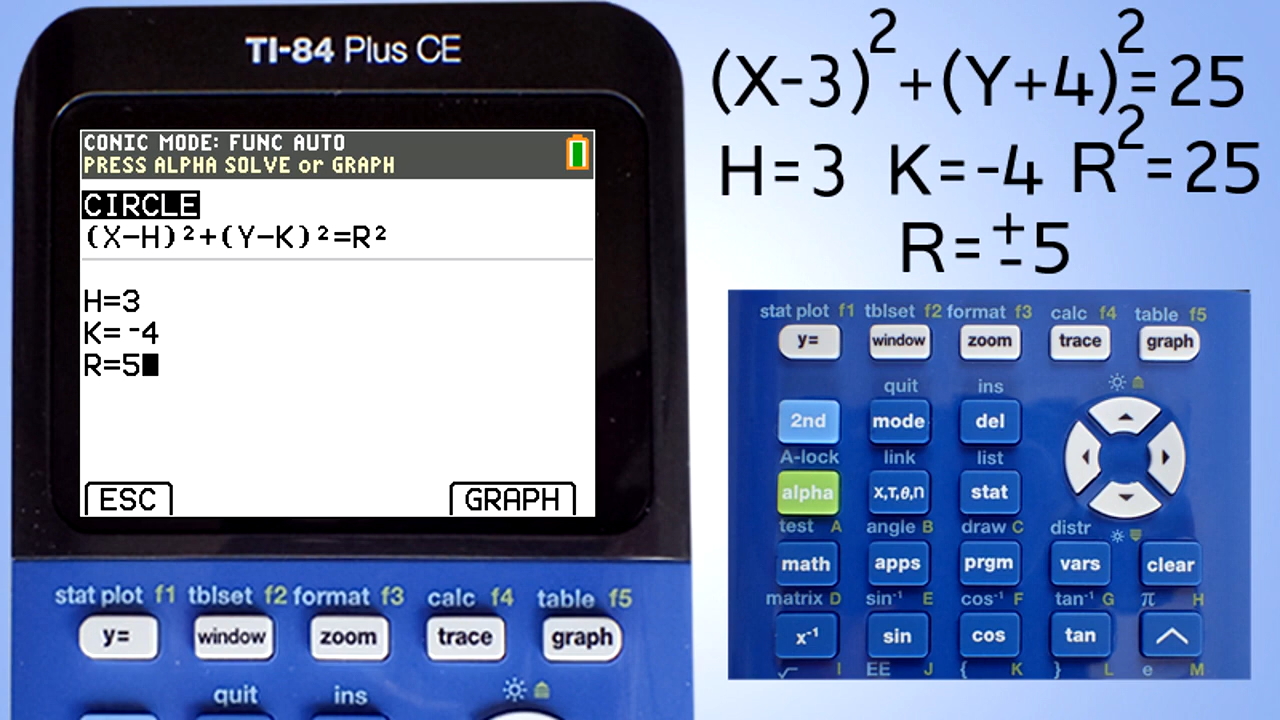 TI-84 Plus CE
CONIC MODE: FUNC AUTO
PRESS ALPHA SOLVE or GRAPH
CIRCLE
(X-H)²+(Y-K)²=R²
H=3
K=-4
R=5
ESC GRAPH
stat plot f1 tblset f2 format f3 calc f4 table f5
y= window zoom trace graph
quit ins
(X-3)²+(Y+4)²=25
H=3 K=-4 R²=25
R=±5
stat plot f1 tblset f2 format f3 calc f4 table f5
y= window zoom trace graph
quit ins
2nd mode del
A-lock link list
alpha X,T,θ,n stat
test A angle B draw C distr
math apps prgm vars clear
matrix D sin⁻¹ E cos⁻¹ F tan⁻¹ G π H
x⁻¹ sin cos tan ^
√ I EE J { K } L e M